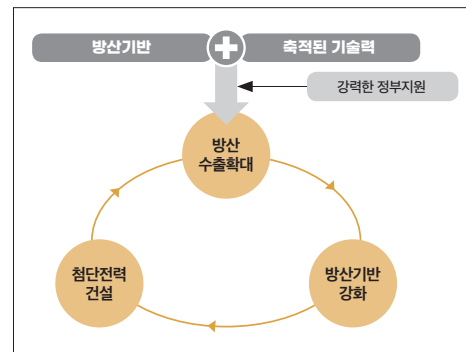 방산기반
축적된 기술력
강력한 정부지원
방산
수출확대
첨단전력
건설
방산기반
강화